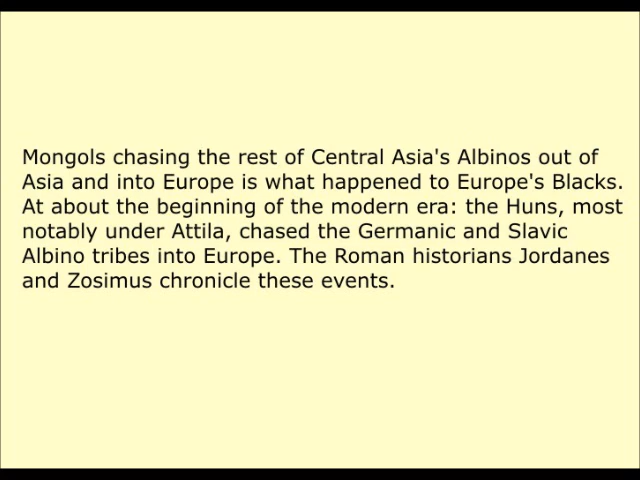 Mongols chasing the rest of Central Asia's Albinos out of
Asia and into Europe is what happened to Europe's Blacks.
At about the beginning of the modern era: the Huns, most
notably under Attila, chased the Germanic and Slavic
Albino tribes into Europe. The Roman historians Jordanes
and Zosimus chronicle these events.